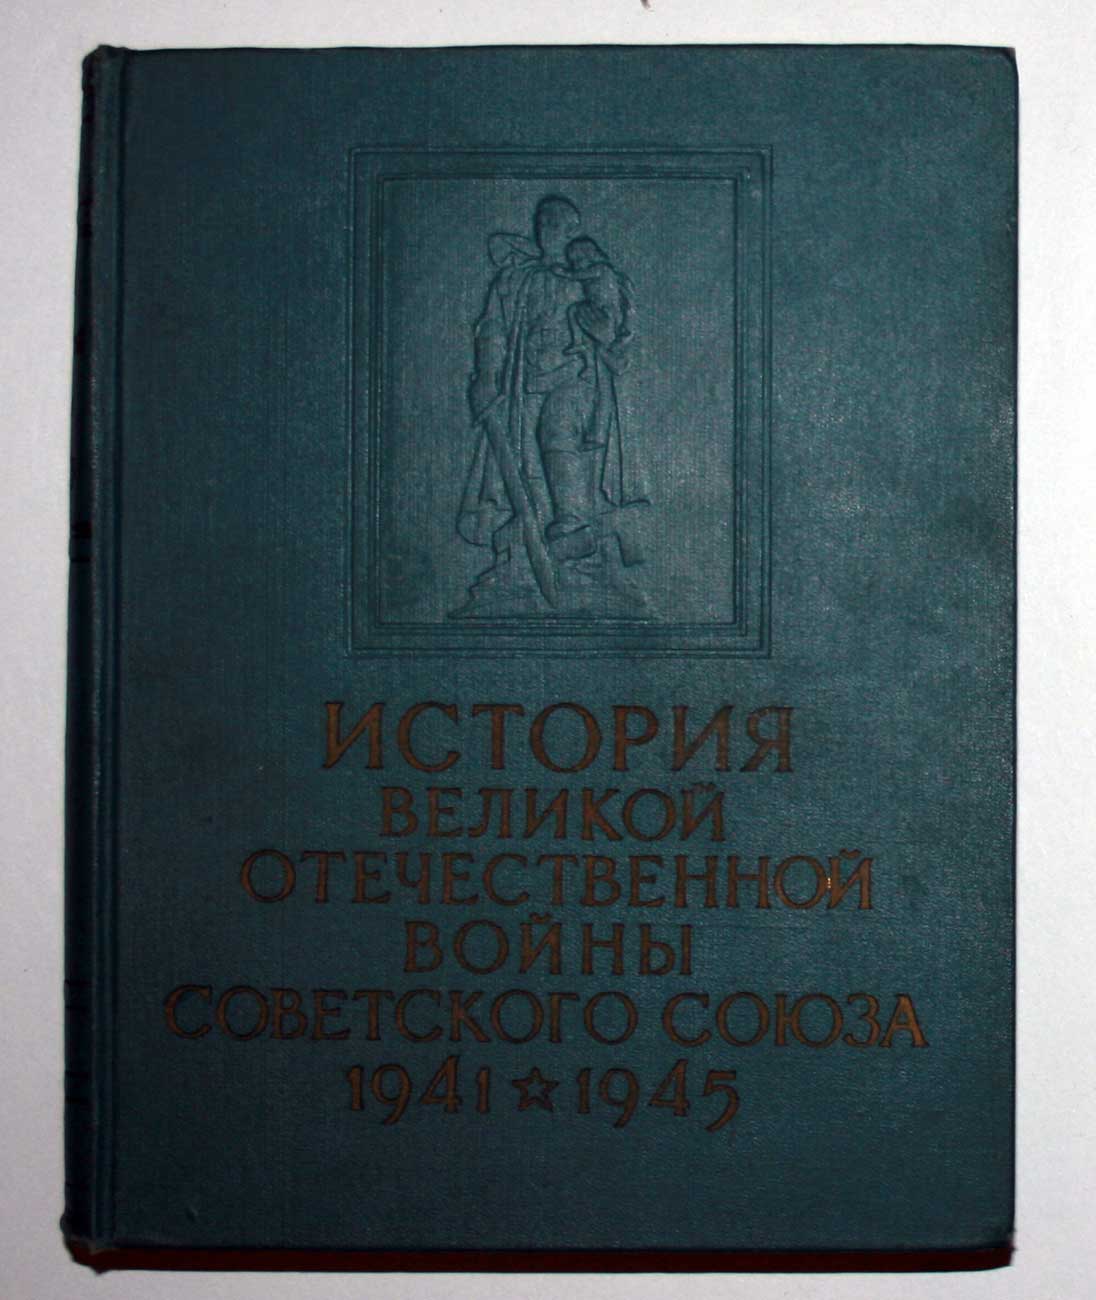 ИСТОРИЯ
ВЕЛИКОЙ
ОТЕЧЕСТВЕННОЙ
ВОЙНЫ
СОВЕТСКОГО СОЮЗА
1941 ☆ 1945